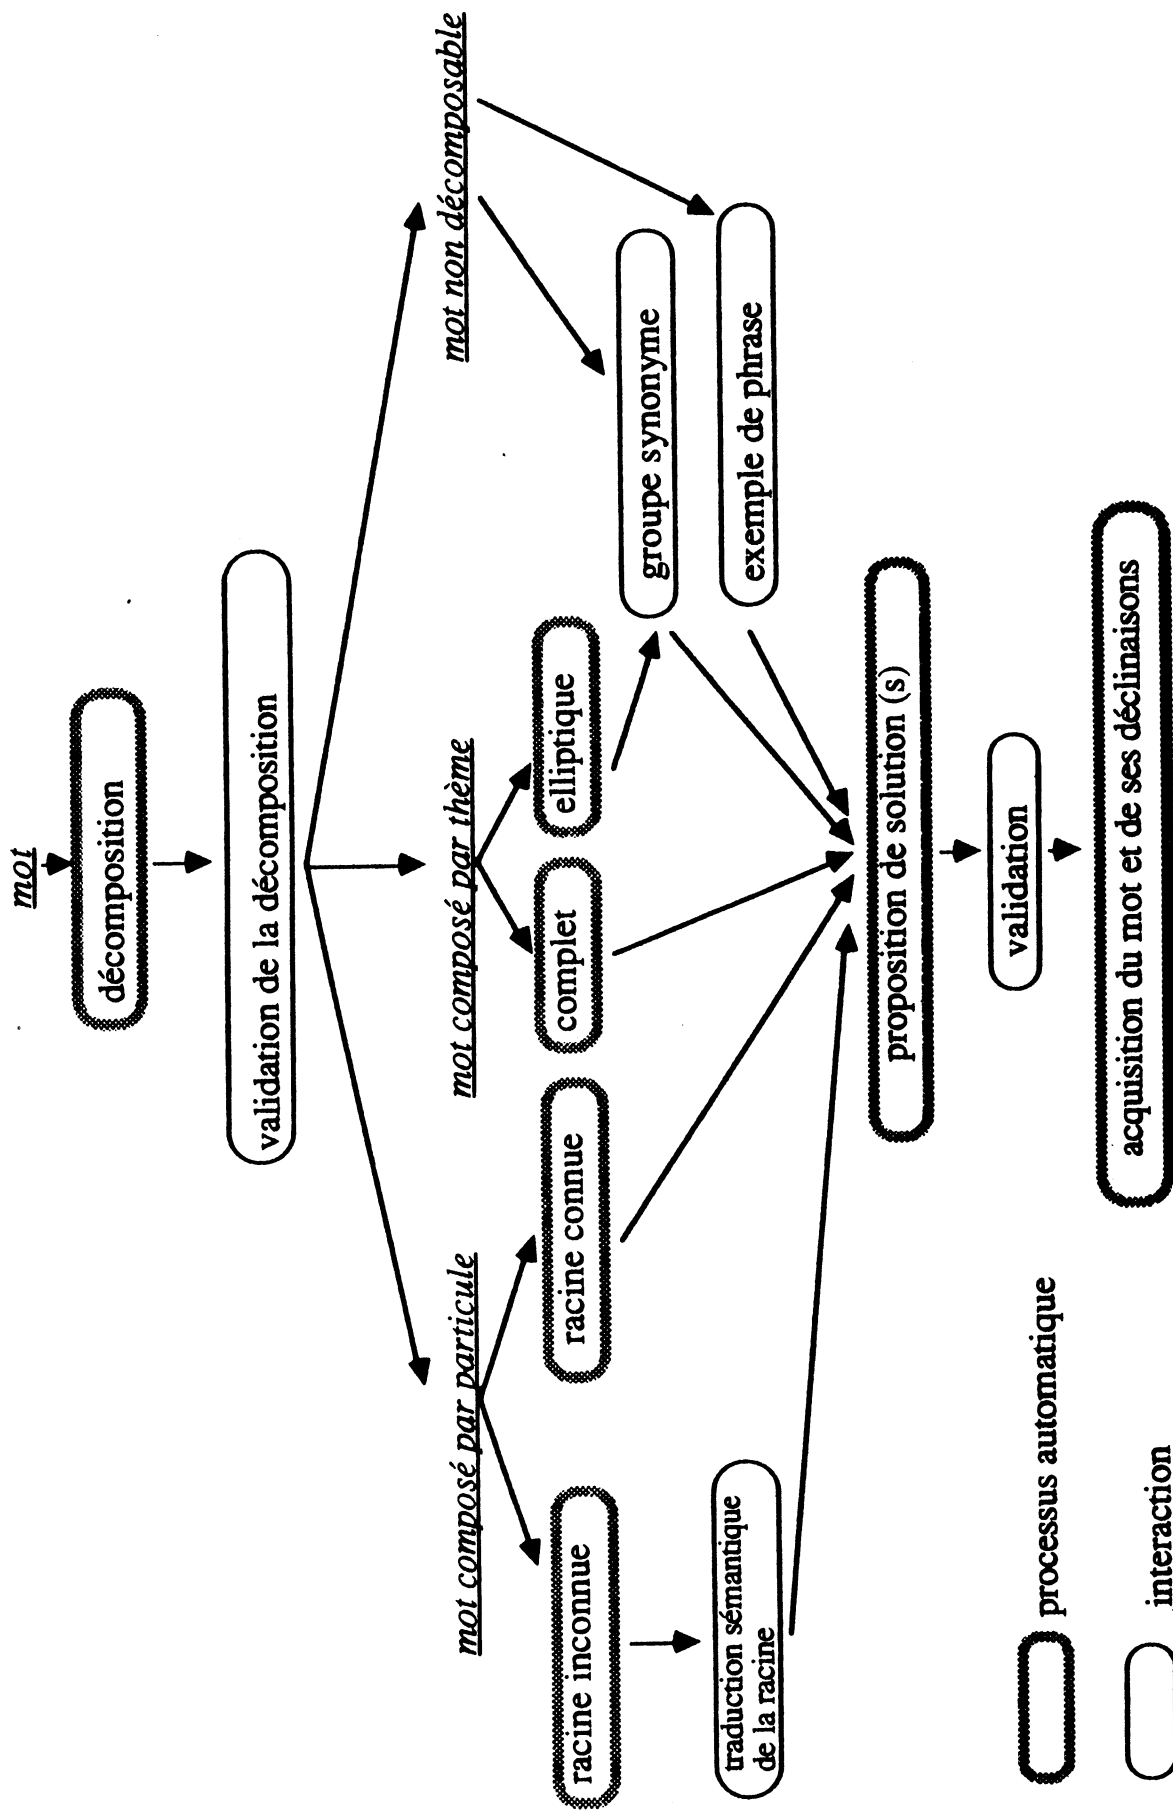 mot
décomposition
validation de la décomposition
mot composé par particule
mot composé par thème
mot non décomposable
racine inconnue
racine connue
complet
elliptique
groupe synonyme
traduction sémantique
de la racine
exemple de phrase
proposition de solution (s)
validation
acquisition du mot et de ses déclinaisons
processus automatique
interaction